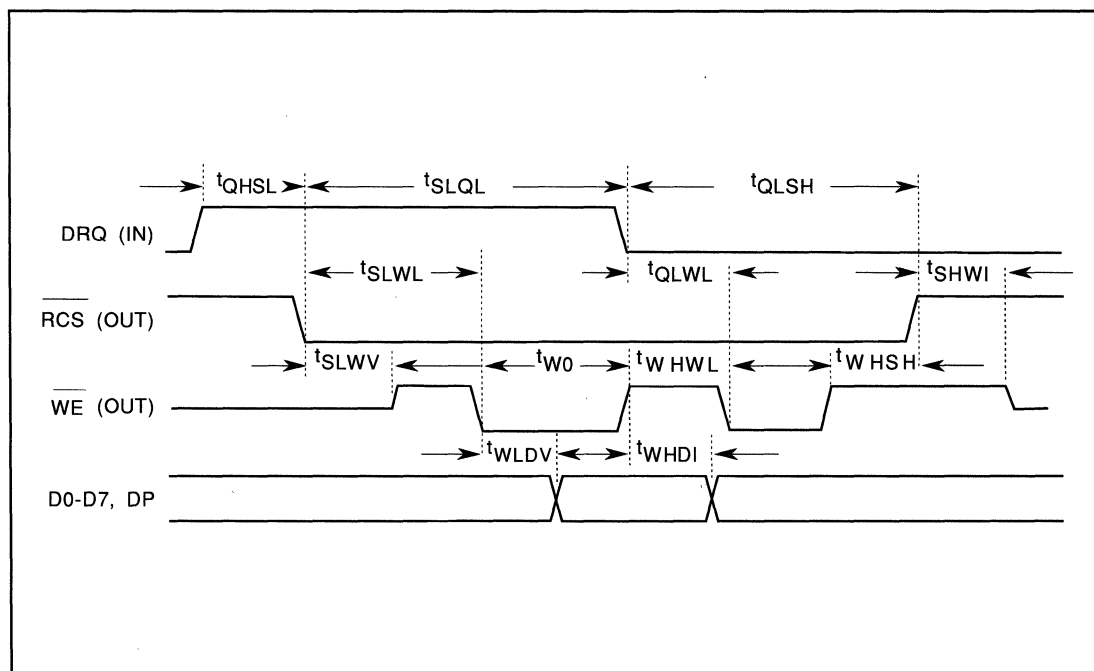 tQHSL tSLQL tQLSH
DRQ (IN)
tSLWL tQLWL tSHWI
RCS (OUT)
tSLWV tW0 tWHWL tWHSH
WE (OUT)
tWLDV tWHDI
D0-D7, DP